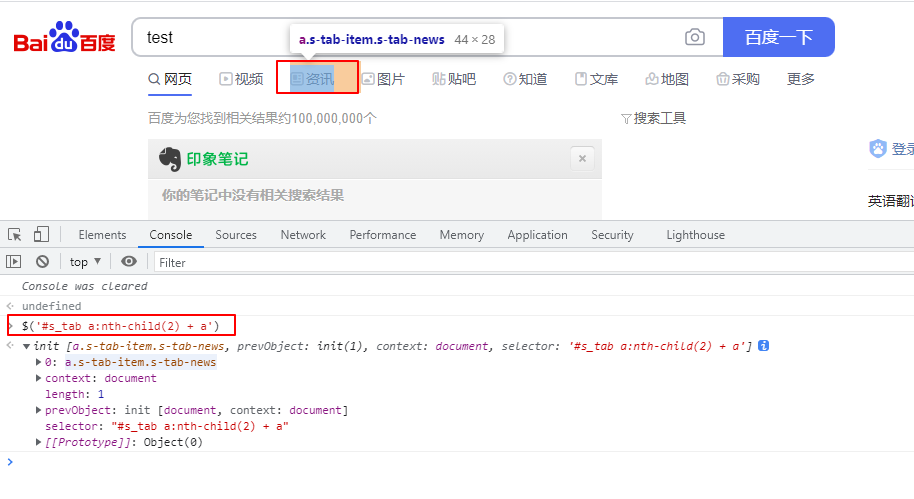 Bai du 百度 test 百度一下
a.s-tab-item.s-tab-news 44 × 28
网页 视频 资讯 图片 贴吧 知道 文库 地图 采购 更多
百度为您找到相关结果约100,000,000个 搜索工具
印象笔记 ×
登录
你的笔记中没有相关搜索结果
英语翻译
Elements Console Sources Network Performance Memory Application Security Lighthouse
top ▼ Filter
Console was cleared
undefined
$('#s_tab a:nth-child(2) + a')
init [a.s-tab-item.s-tab-news, prevObject: init(1), context: document, selector: '#s_tab a:nth-child(2) + a'] i
0: a.s-tab-item.s-tab-news
context: document
length: 1
prevObject: init [document, context: document]
selector: "#s_tab a:nth-child(2) + a"
[[Prototype]]: Object(0)